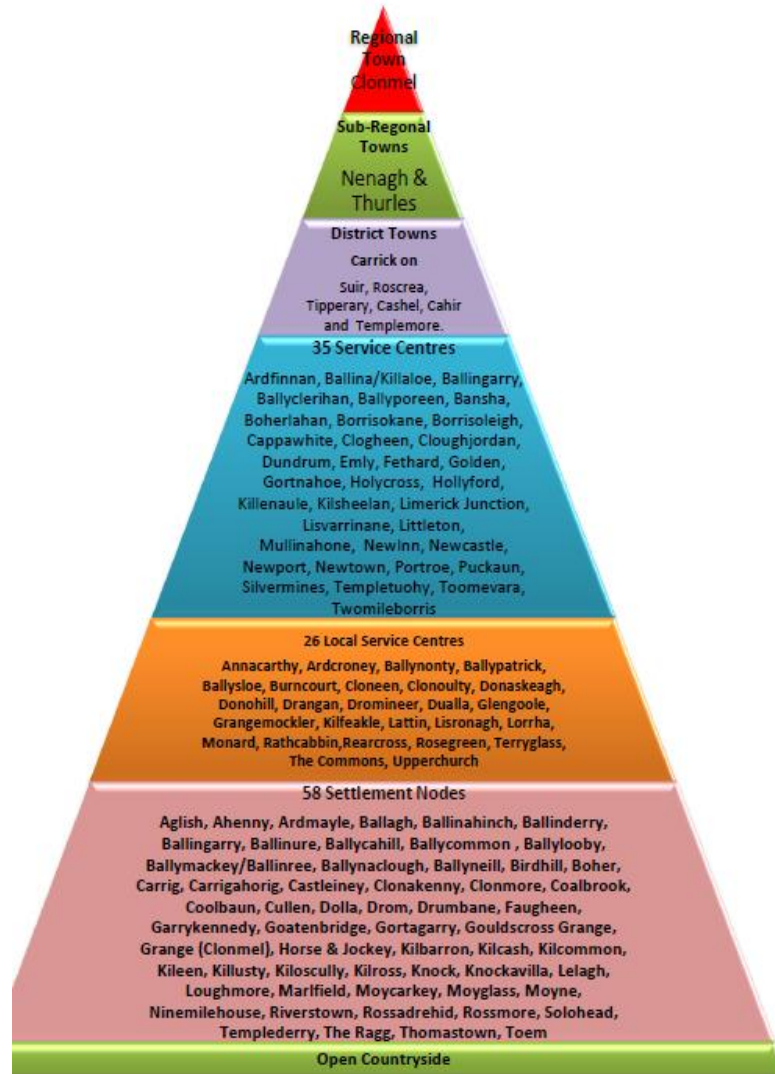 Regional
Town
Clonmel
Sub-Regonal
Towns
Nenagh &
Thurles
District Towns
Carrick on
Suir, Roscrea,
Tipperary, Cashel, Cahir
and Templemore.
35 Service Centres
Ardfinnan, Ballina/Killaloe, Ballingarry,
Ballyclerihan, Ballyporeen, Bansha,
Boherlahan, Borrisokane, Borrisoleigh,
Cappawhite, Clogheen, Cloughjordan,
Dundrum, Emly, Fethard, Golden,
Gortnahoe, Holycross, Hollyford,
Killenaule, Kilsheelan, Limerick Junction,
Lisvarrinane, Littleton,
Mullinahone, NewInn, Newcastle,
Newport, Newtown, Portroe, Puckaun,
Silvermines, Templetuohy, Toomevara,
Twomileborris
26 Local Service Centres
Annacarthy, Ardcroney, Ballynonty, Ballypatrick,
Ballysloe, Burncourt, Cloneen, Clonoulty, Donaskeagh,
Donohill, Drangan, Dromineer, Dualla, Glengoole,
Grangemockler, Kilfeakle, Lattin, Lisronagh, Lorrha,
Monard, Rathcabbin,Rearcross, Rosegreen, Terryglass,
The Commons, Upperchurch
58 Settlement Nodes
Aglish, Ahenny, Ardmayle, Ballagh, Ballinahinch, Ballinderry,
Ballingarry, Ballinure, Ballycahill, Ballycommon , Ballylooby,
Ballymackey/Ballinree, Ballynaclough, Ballyneill, Birdhill, Boher,
Carrig, Carrigahorig, Castleiney, Clonakenny, Clonmore, Coalbrook,
Coolbaun, Cullen, Dolla, Drom, Drumbane, Faugheen,
Garrykennedy, Goatenbridge, Gortagarry, Gouldscross Grange,
Grange (Clonmel), Horse & Jockey, Kilbarron, Kilcash, Kilcommon,
Kileen, Killusty, Kiloscully, Kilross, Knock, Knockavilla, Lelagh,
Loughmore, Marlfield, Moycarkey, Moyglass, Moyne,
Ninemilehouse, Riverstown, Rossadrehid, Rossmore, Solohead,
Templederry, The Ragg, Thomastown, Toem
Open Countryside